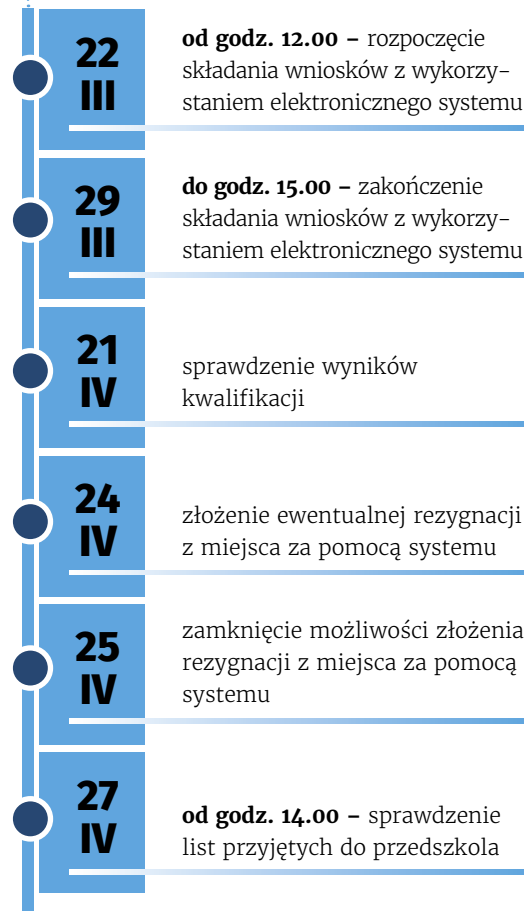 22
III
od godz. 12.00 – rozpoczęcie
składania wniosków z wykorzy-
staniem elektronicznego systemu
29
III
do godz. 15.00 – zakończenie
składania wniosków z wykorzy-
staniem elektronicznego systemu
21
IV
sprawdzenie wyników
kwalifikacji
24
IV
złożenie ewentualnej rezygnacji
z miejsca za pomocą systemu
25
IV
zamknięcie możliwości złożenia
rezygnacji z miejsca za pomocą
systemu
27
IV
od godz. 14.00 – sprawdzenie
list przyjętych do przedszkola